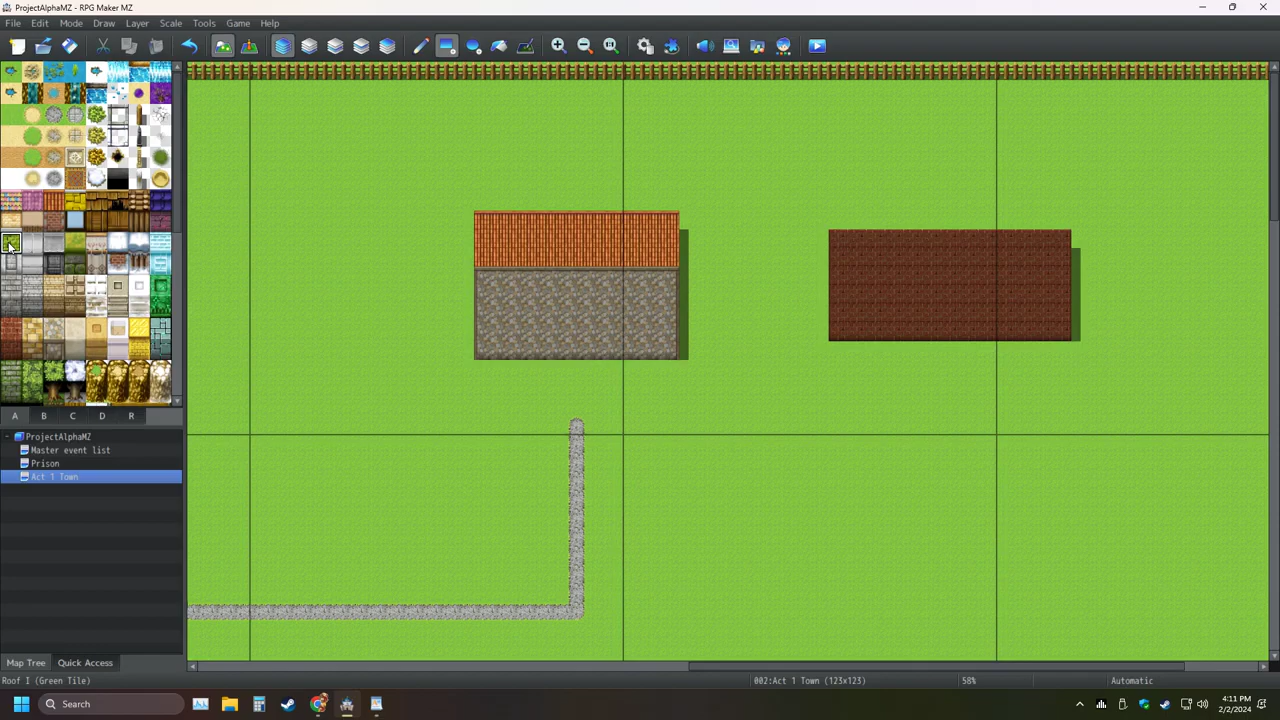 ProjectAlphaMZ - RPG Maker MZ
File Edit Mode Draw Layer Scale Tools Game Help
A B C D R
ProjectAlphaMZ
Master event list
Prison
Act 1 Town
Map Tree Quick Access
Roof I (Green Tile) 002:Act 1 Town (123x123) 58% Automatic
Search
4:11 PM
2/2/2024